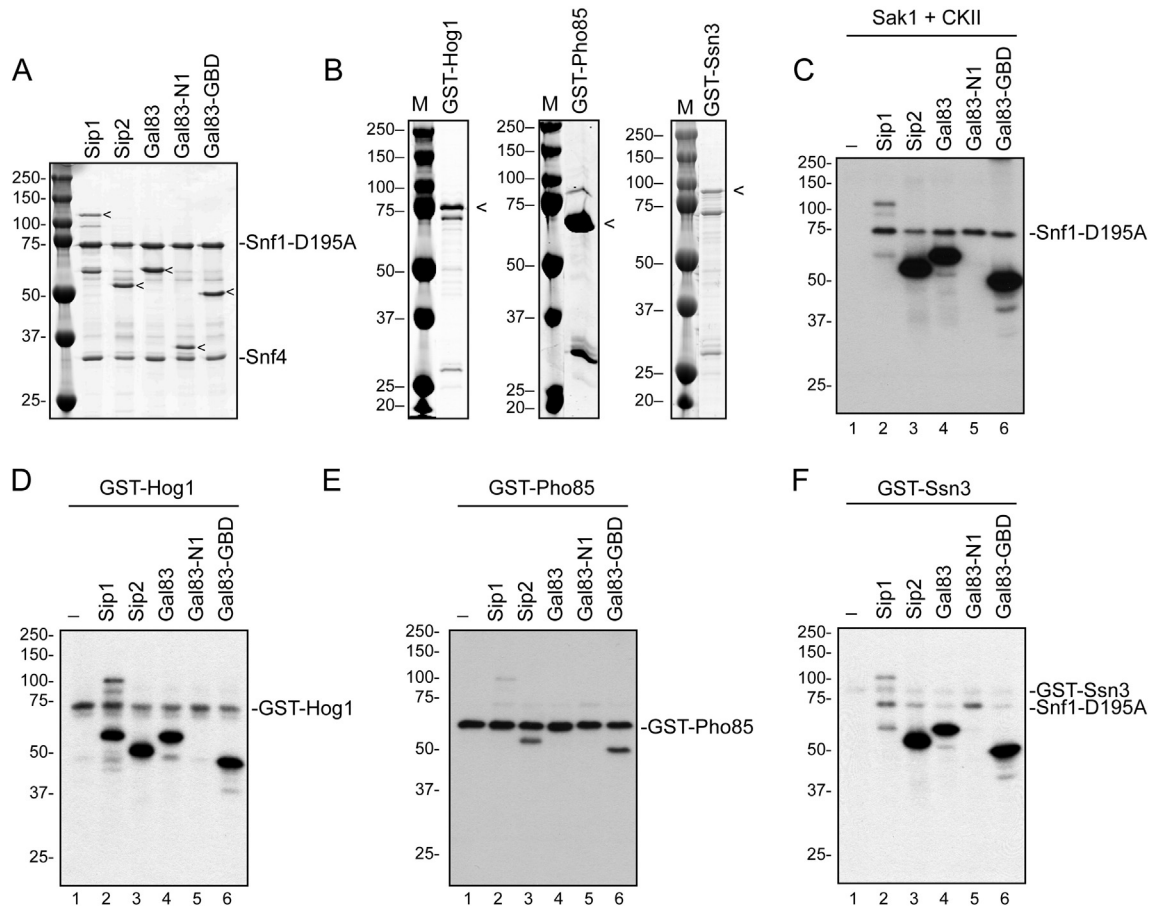 A
Sip1 Sip2 Gal83 Gal83-N1 Gal83-GBD
250-
150-
100-
75-
50-
37-
25-
-Snf1-D195A
-Snf4
B
M GST-Hog1
250–
150–
100–
75–
50–
37–
25–
20–
<
M GST-Pho85
250–
150–
100–
75–
50–
37–
25–
20–
<
M GST-Ssn3
250–
150–
100–
75–
50–
37–
25–
20–
<
C
Sak1 + CKII
– Sip1 Sip2 Gal83 Gal83-N1 Gal83-GBD
250-
150-
100-
75-
50-
37-
25-
-Snf1-D195A
1 2 3 4 5 6
D
GST-Hog1
– Sip1 Sip2 Gal83 Gal83-N1 Gal83-GBD
250-
150-
100-
75-
50-
37-
25-
-GST-Hog1
1 2 3 4 5 6
E
GST-Pho85
– Sip1 Sip2 Gal83 Gal83-N1 Gal83-GBD
250-
150-
100-
75-
50-
37-
25-
-GST-Pho85
1 2 3 4 5 6
F
GST-Ssn3
– Sip1 Sip2 Gal83 Gal83-N1 Gal83-GBD
250-
150-
100-
75-
50-
37-
25-
-GST-Ssn3
-Snf1-D195A
1 2 3 4 5 6